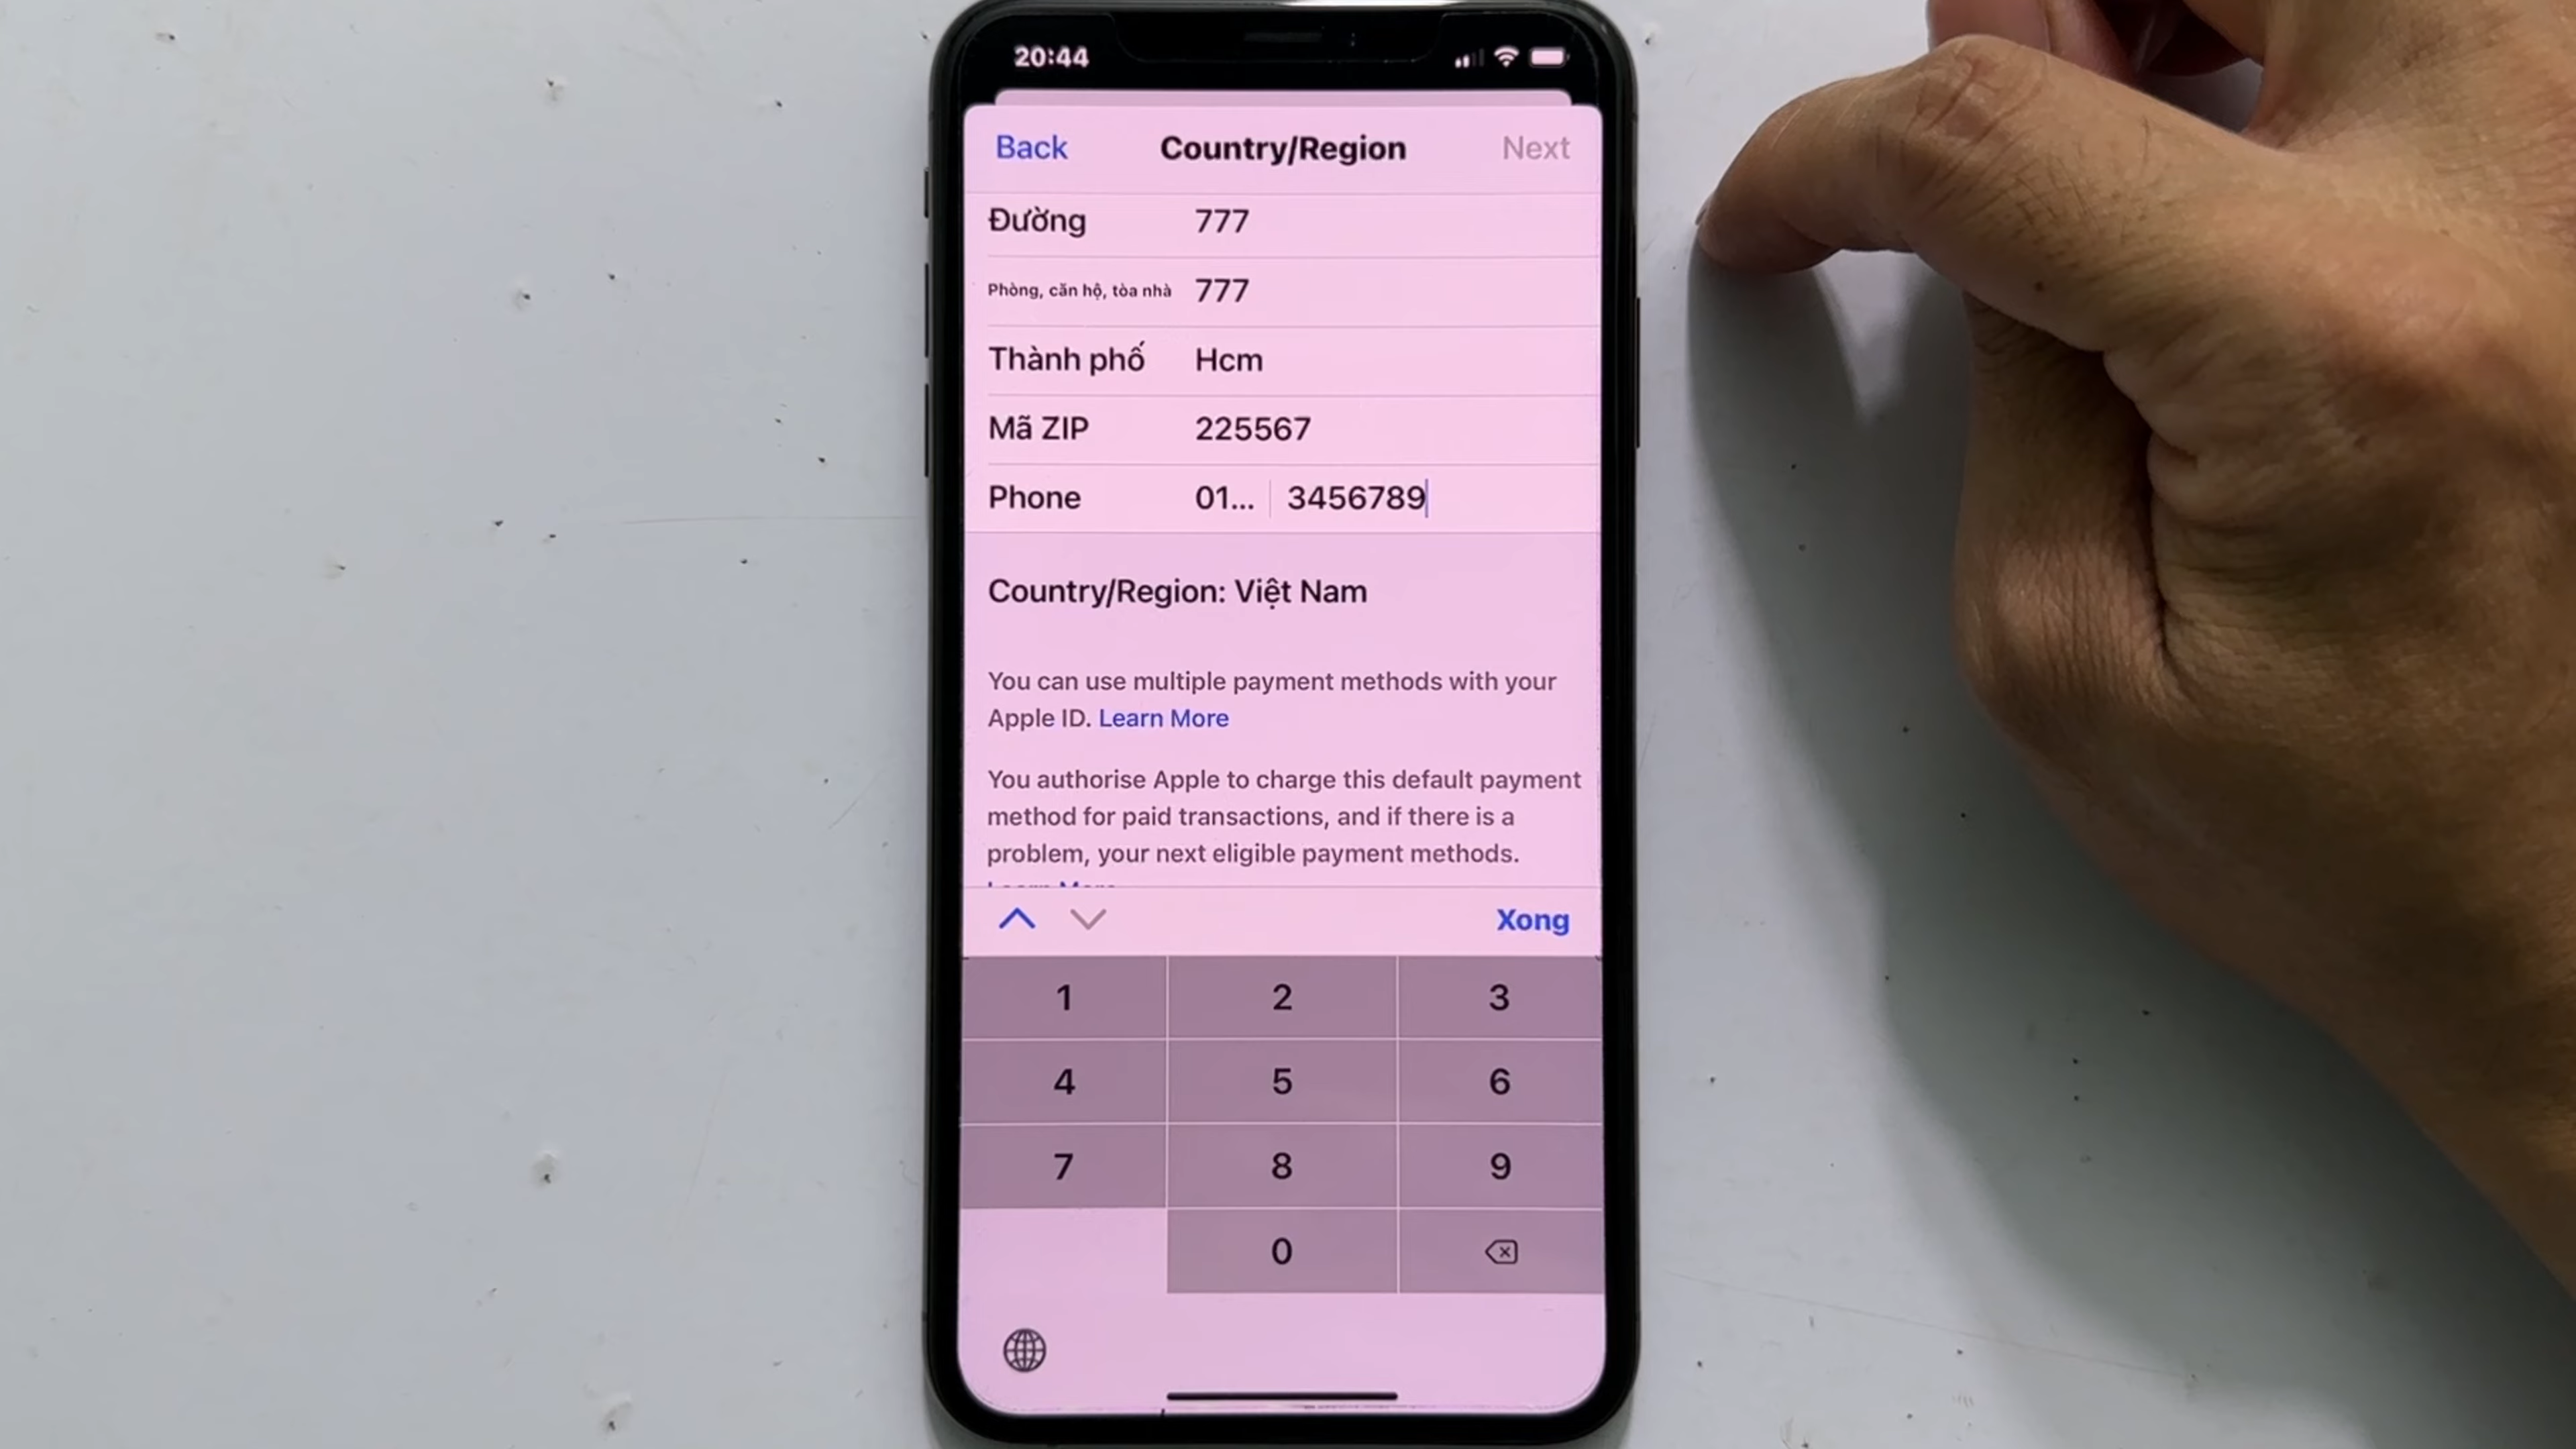 20:44
Back Country/Region Next
Đường 777
Phòng, căn hộ, tòa nhà 777
Thành phố Hcm
Mã ZIP 225567
Phone 01... 3456789
Country/Region: Việt Nam
You can use multiple payment methods with your
Apple ID. Learn More
You authorise Apple to charge this default payment
method for paid transactions, and if there is a
problem, your next eligible payment methods.
Learn More
Xong
1 2 3
4 5 6
7 8 9
0